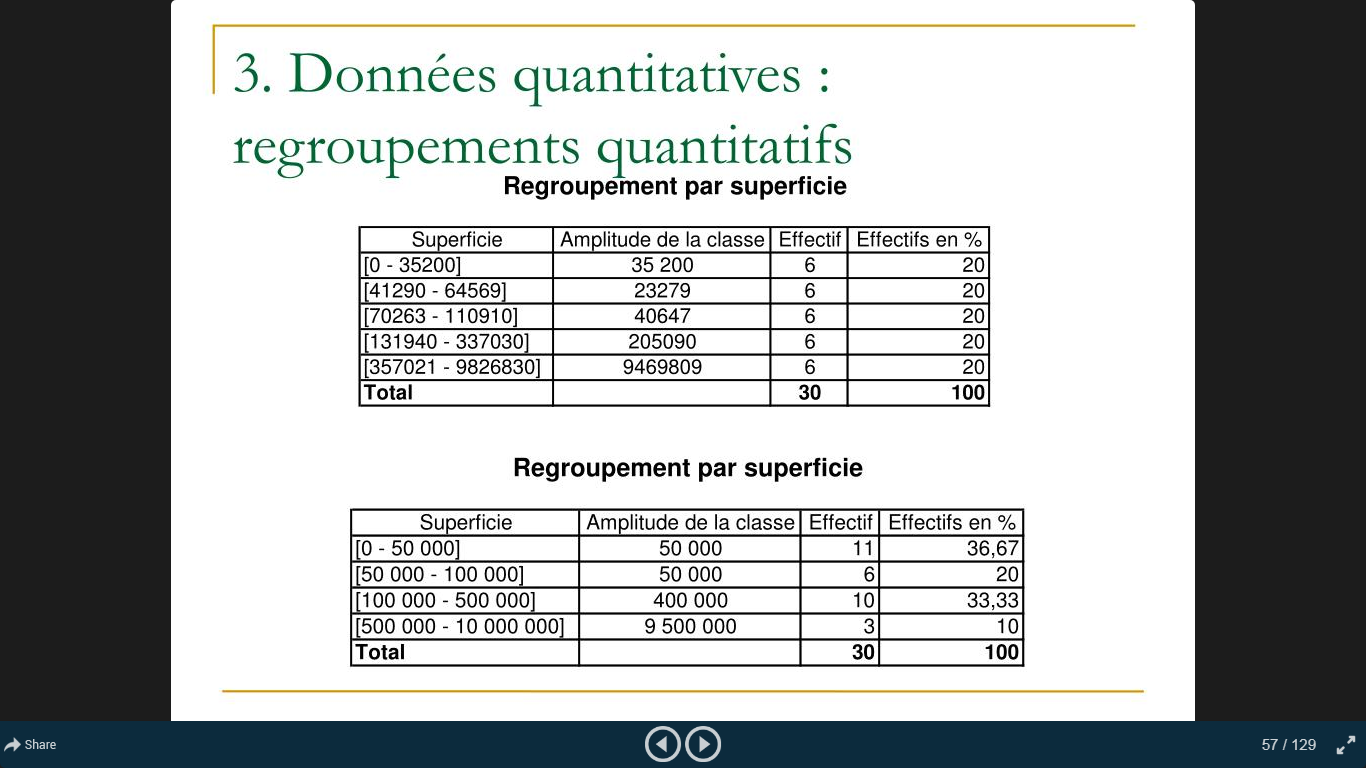 3. Données quantitatives :
regroupements quantitatifs
Regroupement par superficie
Superficie Amplitude de la classe Effectif Effectifs en %
[0 - 35200] 35 200 6 20
[41290 - 64569] 23279 6 20
[70263 - 110910] 40647 6 20
[131940 - 337030] 205090 6 20
[357021 - 9826830] 9469809 6 20
Total 30 100
Regroupement par superficie
Superficie Amplitude de la classe Effectif Effectifs en %
[0 - 50 000] 50 000 11 36,67
[50 000 - 100 000] 50 000 6 20
[100 000 - 500 000] 400 000 10 33,33
[500 000 - 10 000 000] 9 500 000 3 10
Total 30 100
Share 57 / 129